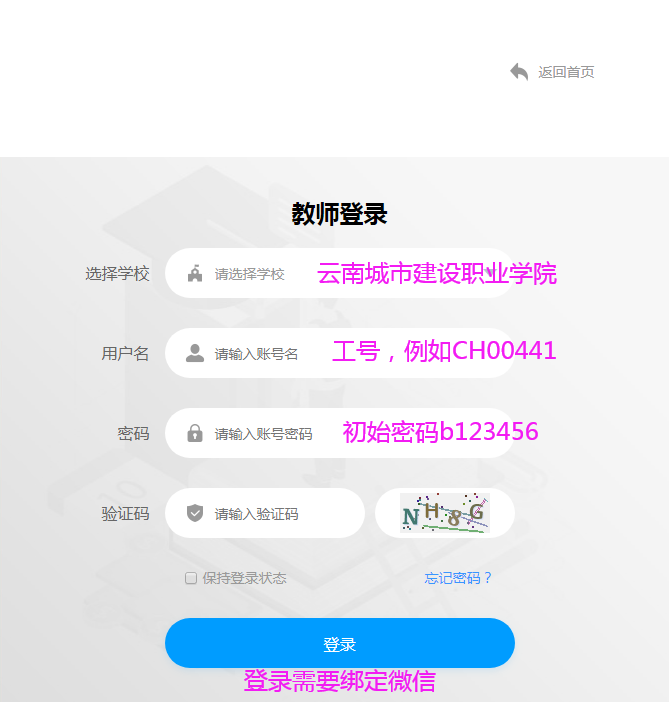 返回首页
教师登录
选择学校 请选择学校 云南城市建设职业学院
用户名 请输入账号名 工号，例如CH00441
密码 请输入账号密码 初始密码b123456
验证码 请输入验证码 NH8G
保持登录状态 忘记密码？
登录
登录需要绑定微信